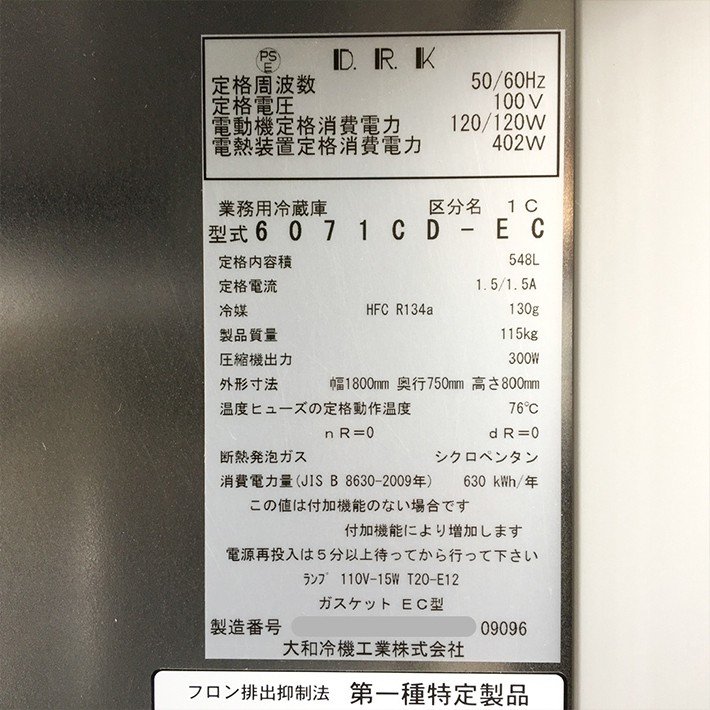 PS E D. R. K
定格周波数 50/60Hz
定格電圧 100V
電動機定格消費電力 120/120W
電熱装置定格消費電力 402W
業務用冷蔵庫 区分名 1C
型式6071CD-EC
定格内容積 548L
定格電流 1.5/1.5A
冷媒 HFC R134a 130g
製品質量 115kg
圧縮機出力 300W
外形寸法 幅1800mm 奥行750mm 高さ800mm
温度ヒューズの定格動作温度 76℃
nR=0 dR=0
断熱発泡ガス シクロペンタン
消費電力量(JIS B 8630-2009年) 630 kWh/年
この値は付加機能のない場合です
付加機能により増加します
電源再投入は5分以上待ってから行って下さい
ﾗﾝﾌﾟ 110V-15W T20-E12
ガスケット EC型
製造番号 09096
大和冷機工業株式会社
フロン排出抑制法 第一種特定製品